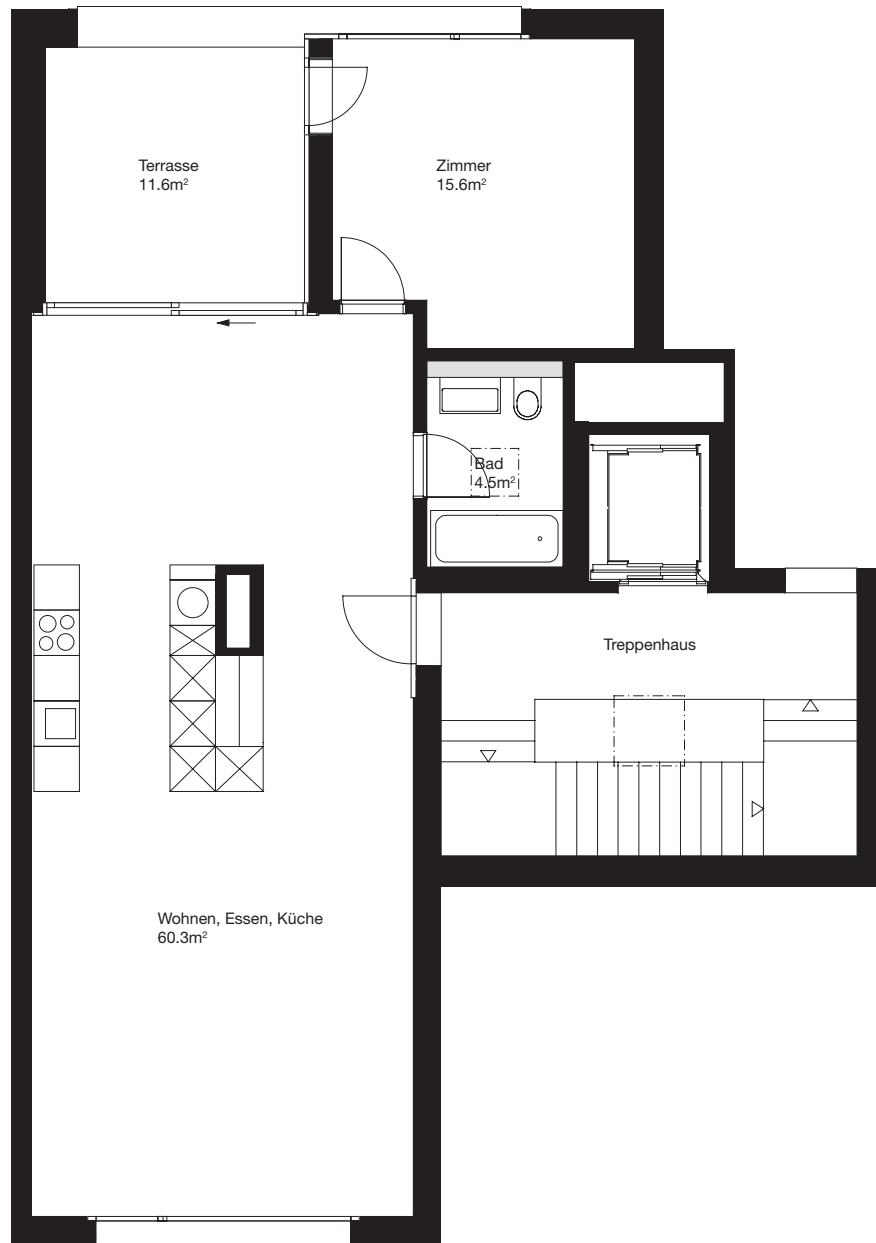 Terrasse
11.6m²
Zimmer
15.6m²
Bad
4.5m²
Treppenhaus
Wohnen, Essen, Küche
60.3m²